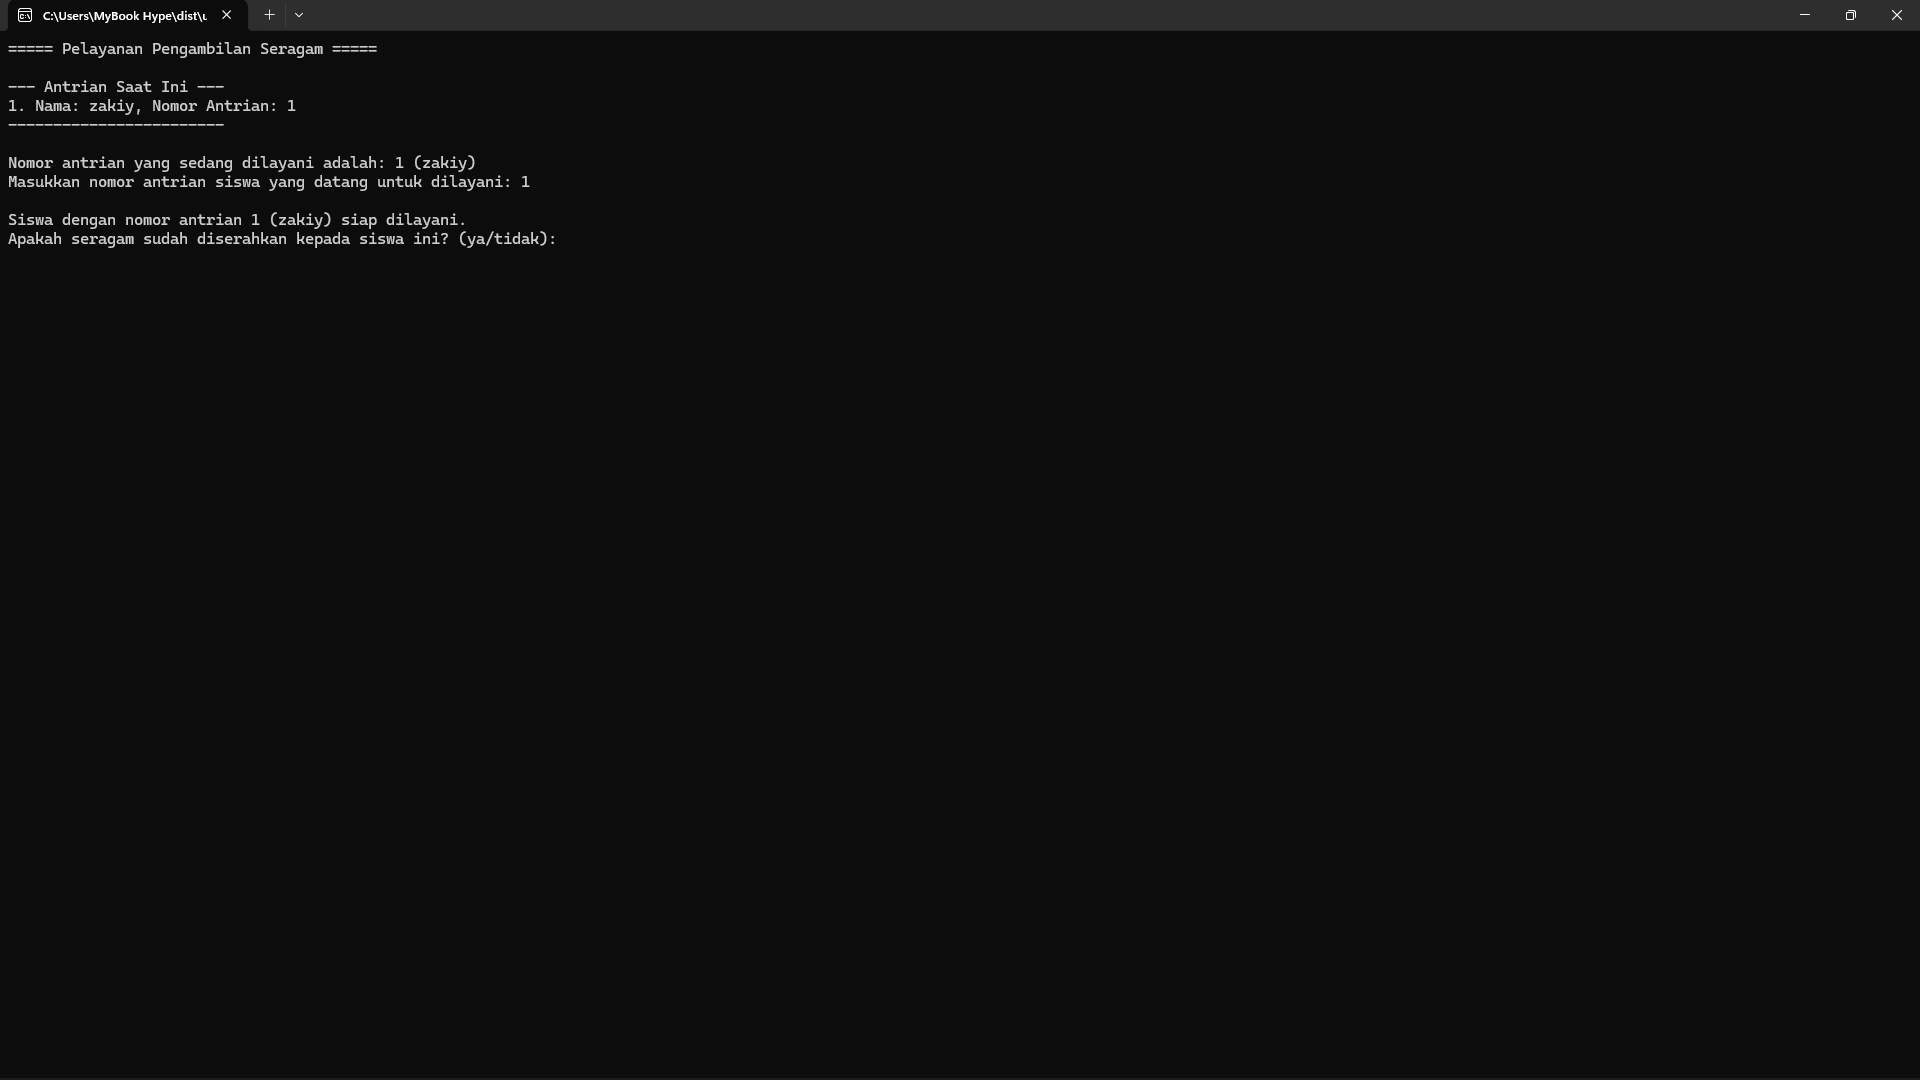 C:\Users\MyBook Hype\dist\u
===== Pelayanan Pengambilan Seragam =====
--- Antrian Saat Ini ---
1. Nama: zakiy, Nomor Antrian: 1
------------------------
Nomor antrian yang sedang dilayani adalah: 1 (zakiy)
Masukkan nomor antrian siswa yang datang untuk dilayani: 1
Siswa dengan nomor antrian 1 (zakiy) siap dilayani.
Apakah seragam sudah diserahkan kepada siswa ini? (ya/tidak):